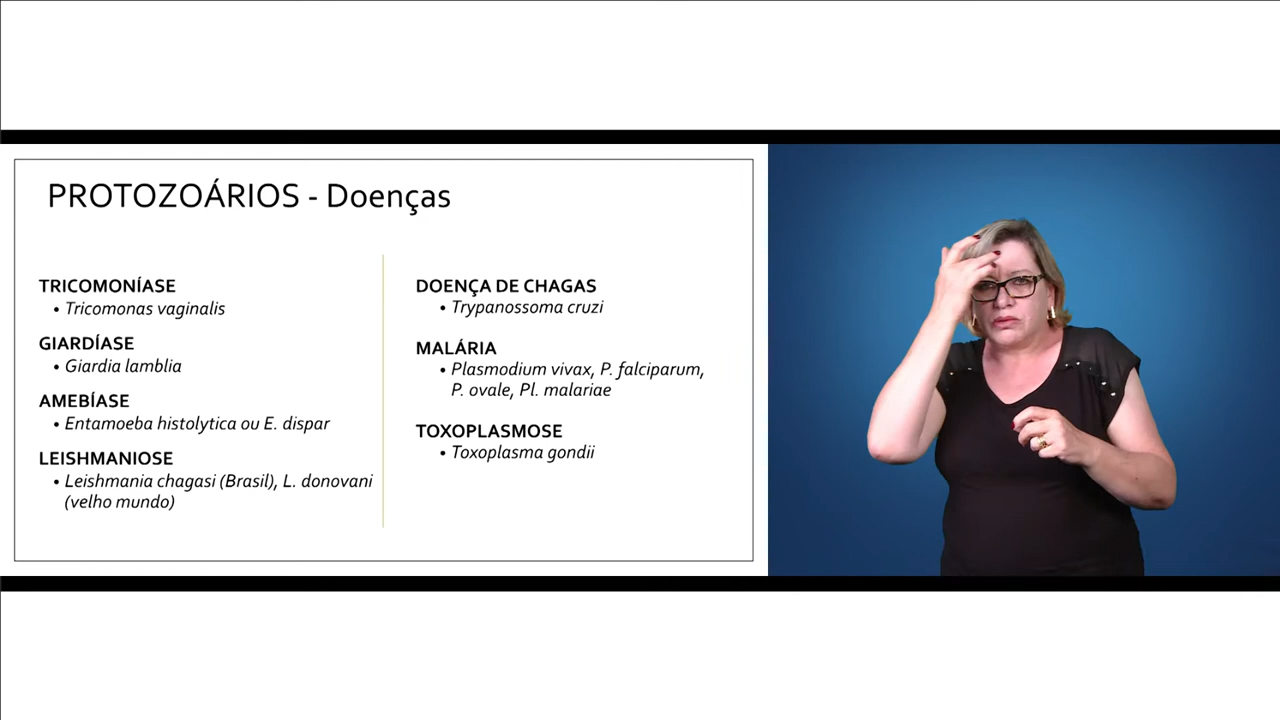 PROTOZOÁRIOS - Doenças
TRICOMONÍASE
• Tricomonas vaginalis
GIARDÍASE
• Giardia lamblia
AMEBÍASE
• Entamoeba histolytica ou E. dispar
LEISHMANIOSE
• Leishmania chagasi (Brasil), L. donovani
(velho mundo)
DOENÇA DE CHAGAS
• Trypanossoma cruzi
MALÁRIA
• Plasmodium vivax, P. falciparum,
P. ovale, Pl. malariae
TOXOPLASMOSE
• Toxoplasma gondii